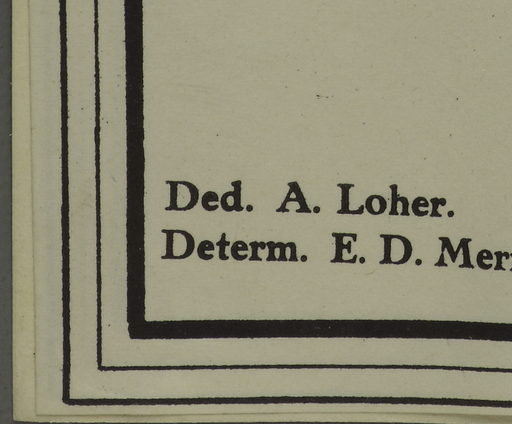 Ded. A. Loher.
Determ. E. D.